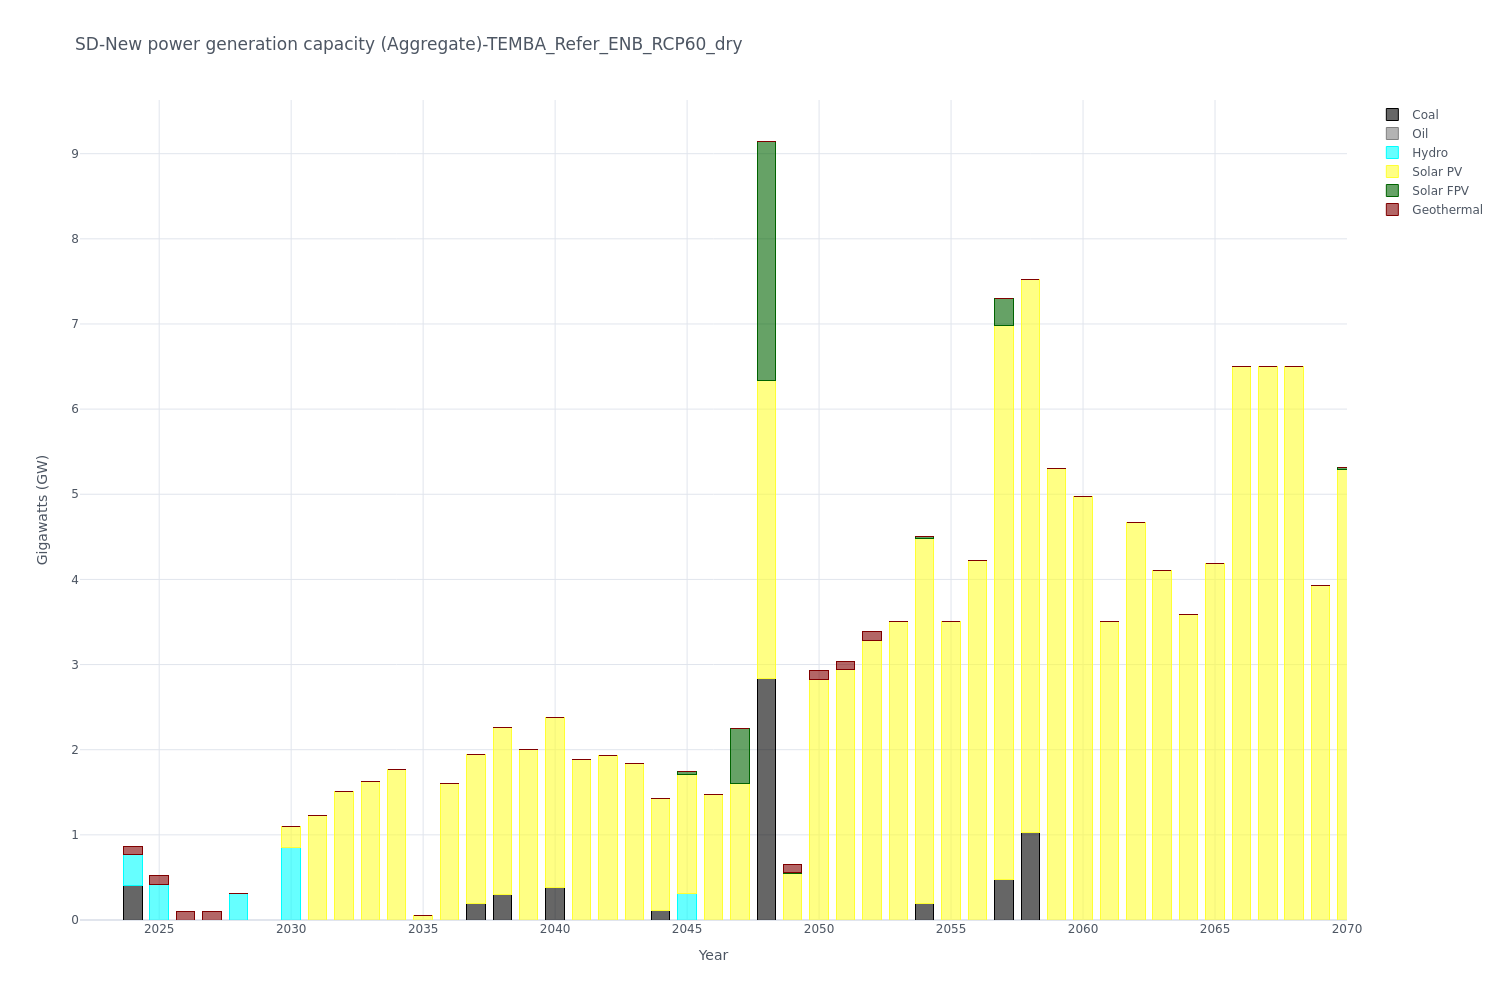 SD-New power generation capacity (Aggregate)-TEMBA_Refer_ENB_RCP60_dry
Coal
Oil
Hydro
Solar PV
Solar FPV
Geothermal
Gigawatts (GW)
9
8
7
6
5
4
3
2
1
0
2025 2030 2035 2040 2045 2050 2055 2060 2065 2070
Year